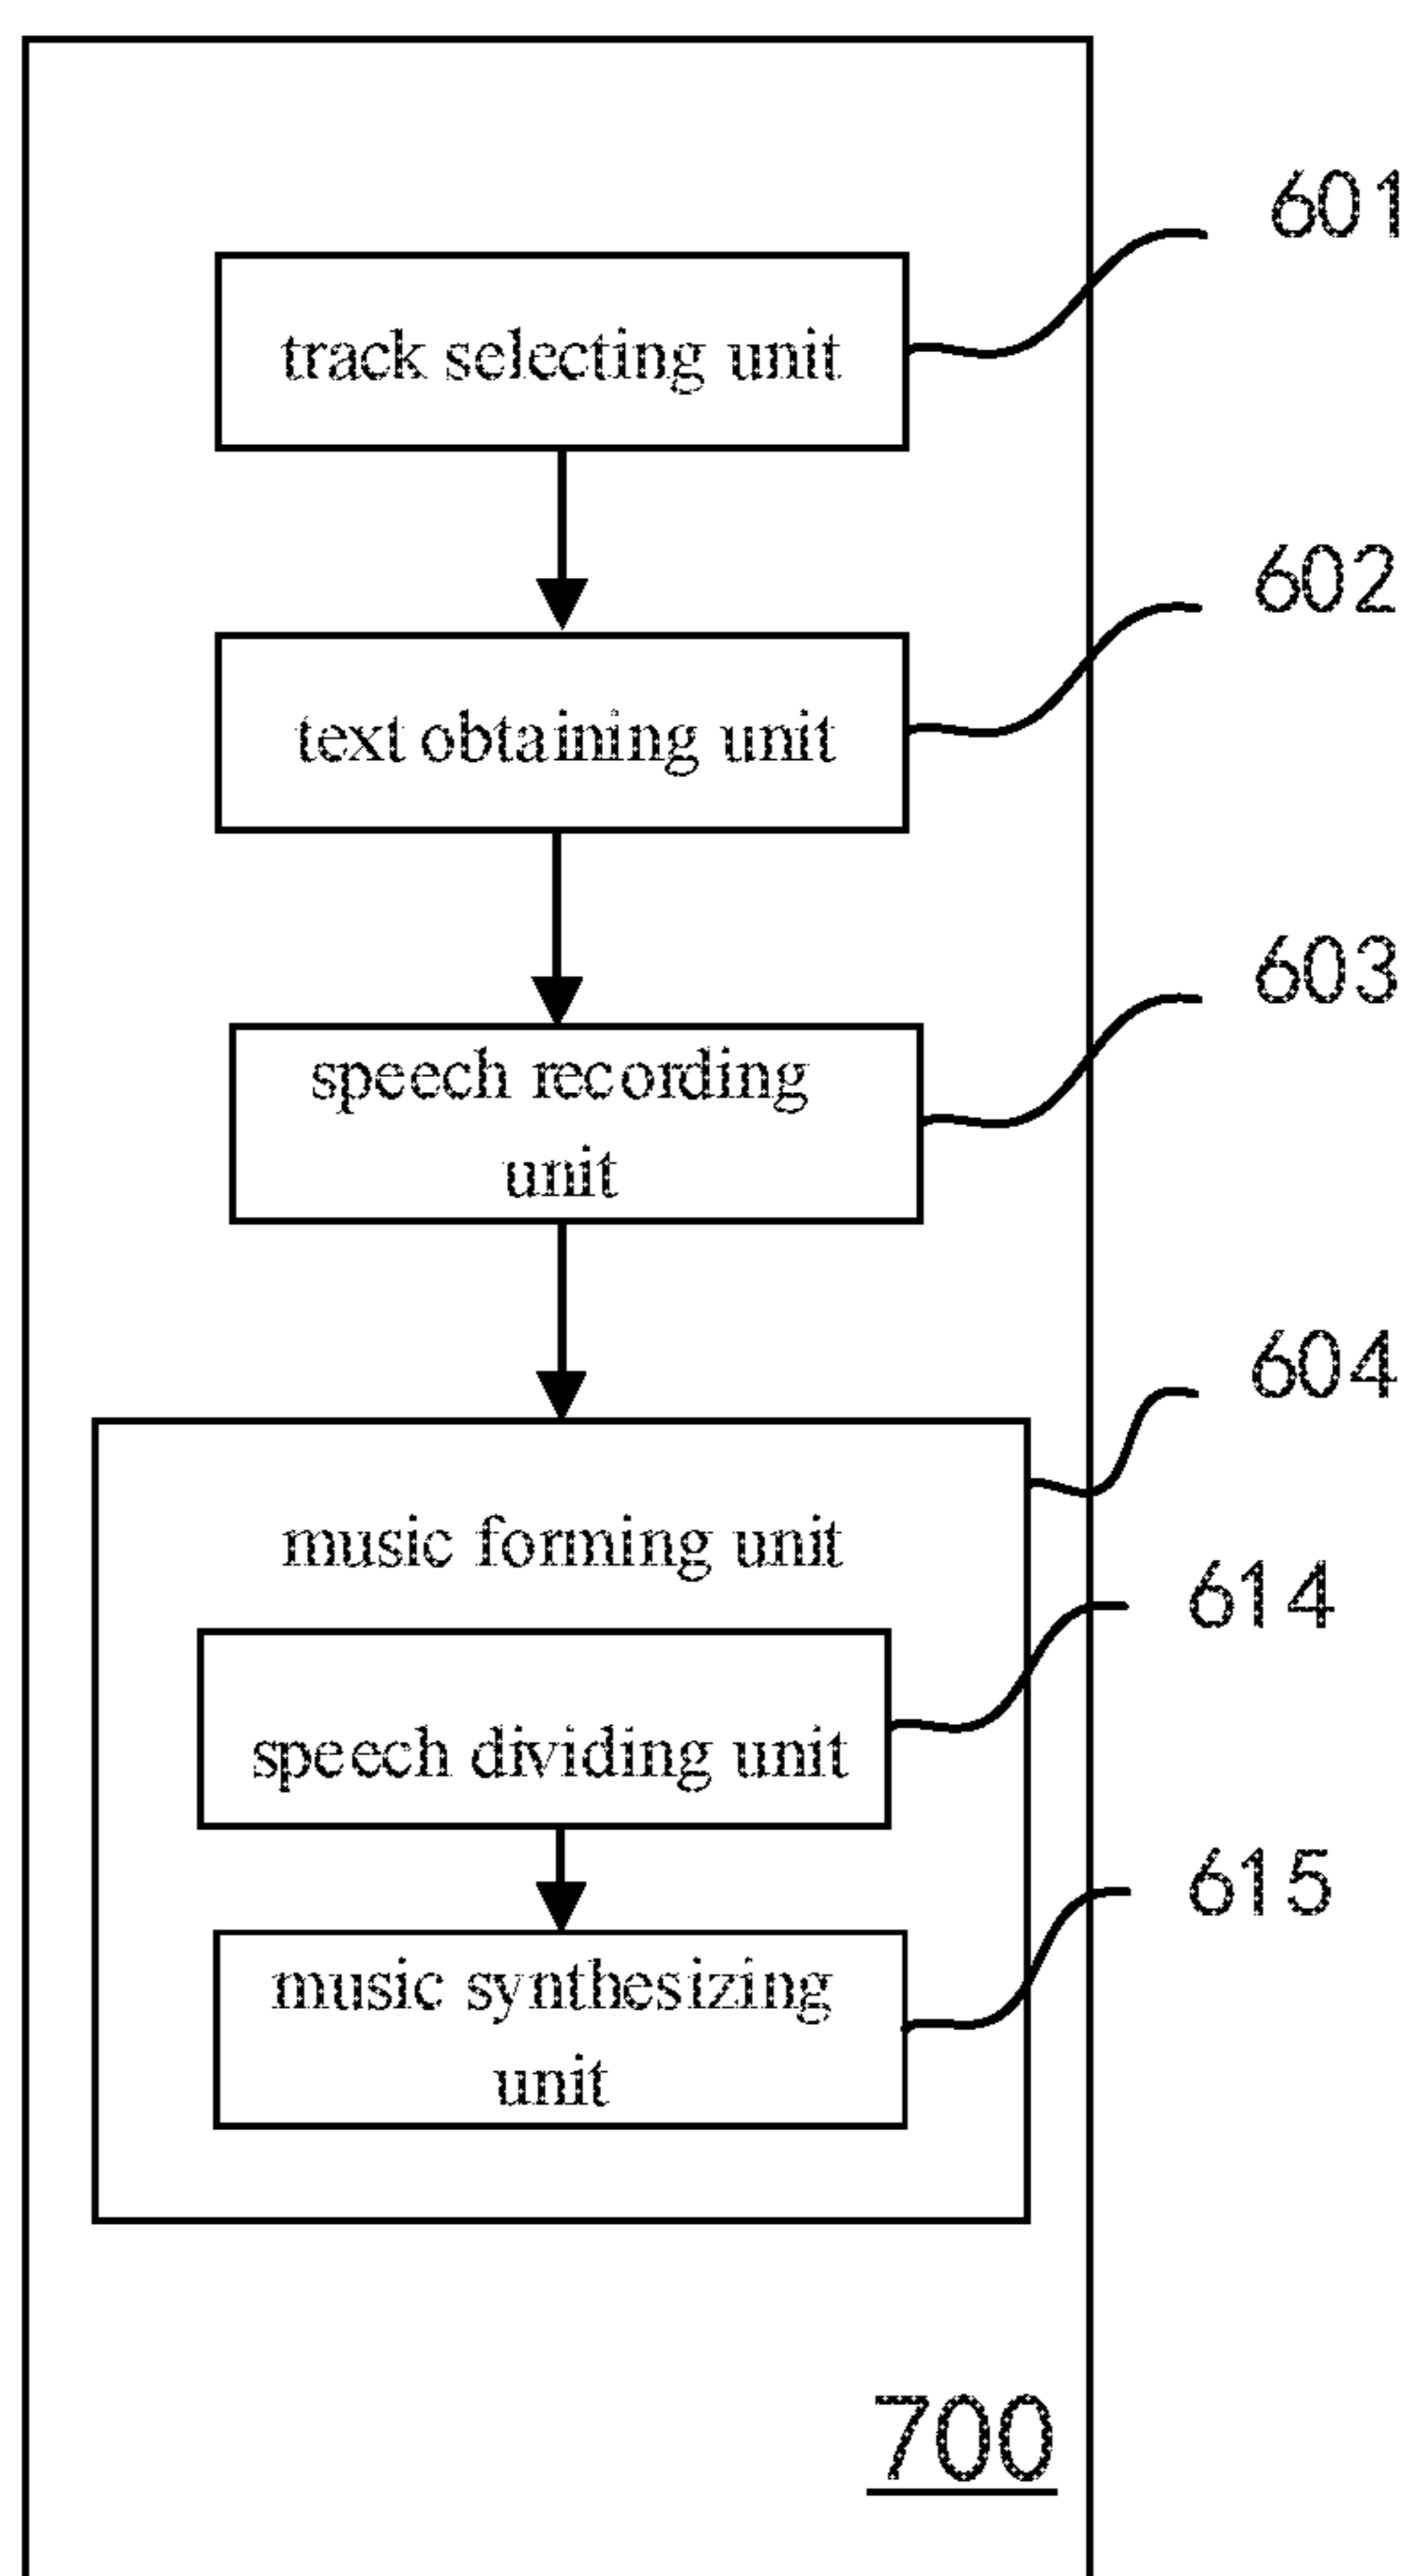 601
track selecting unit
602
text obtaining unit
603
speech recording
unit
604
music forming unit
614
speech dividing unit
615
music synthesizing
unit
700